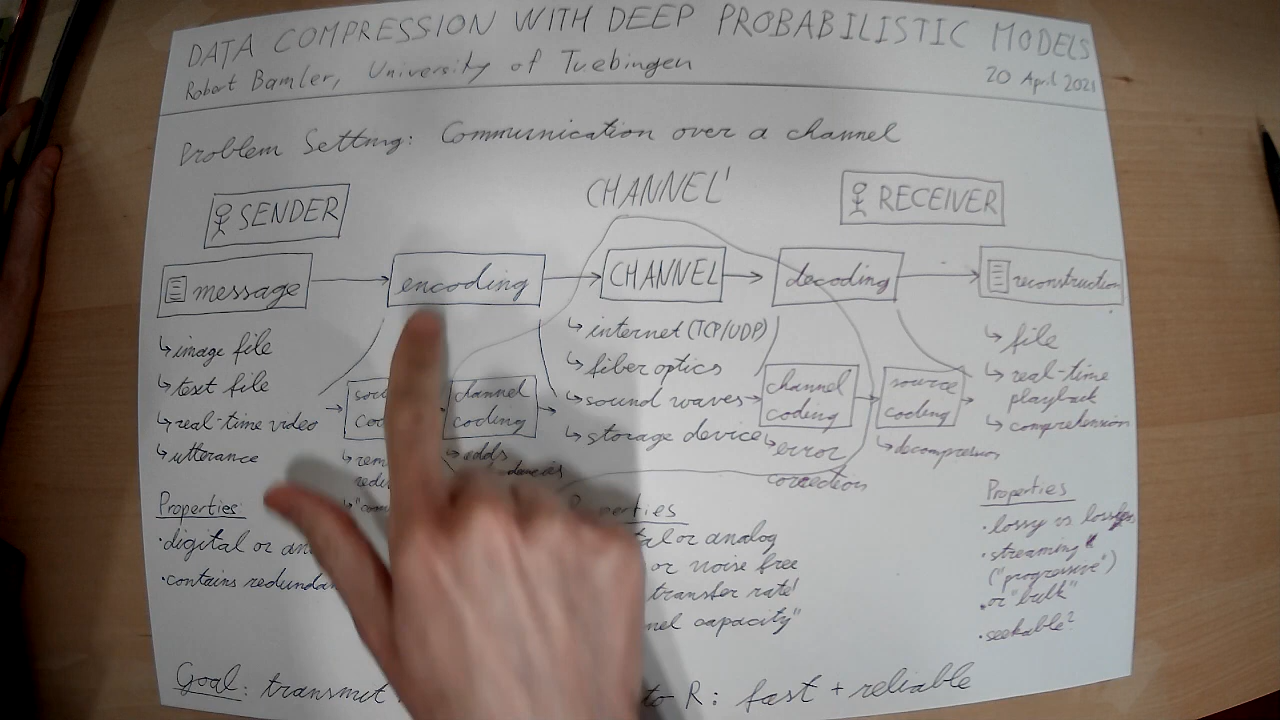 DATA COMPRESSION WITH DEEP PROBABILISTIC MODELS
Robert Bamler, University of Tuebingen
20 April 2021
Problem Setting: Communication over a channel
SENDER
CHANNEL'
RECEIVER
message
encoding
CHANNEL
decoding
reconstruction
↳ image file
↳ text file
↳ real-time video
↳ utterance
channel
coding
↳ adds
↳ internet (TCP/UDP)
↳ fiber optics
↳ sound waves
↳ storage device
channel
coding
↳ error
correction
source
coding
↳ decompression
↳ file
↳ real-time
playback
↳ comprehension
Properties:
· digital or
· contains
Properties
or analog
or noise free
transfer rate
capacity"
Properties
· lossy vs lossless
· "streaming"
("progressive")
· or "bulk"
· seekable?
Goal: transmit
to R: fast + reliable